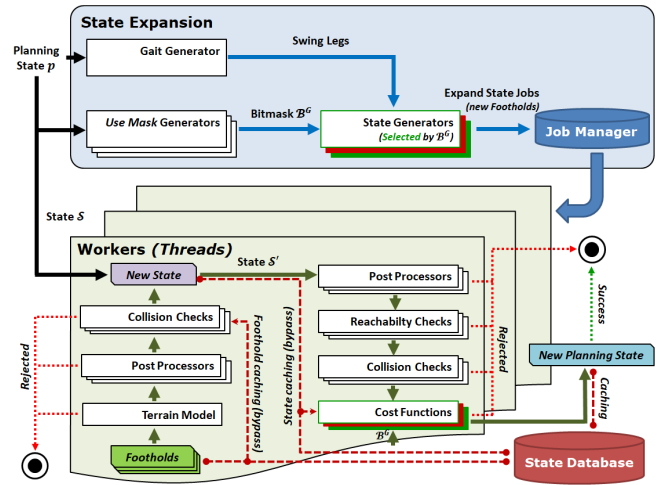 State Expansion
Planning
State p
Gait Generator
Swing Legs
Expand State Jobs
(new Footholds)
Use Mask Generators
Bitmask ℬᴳ
State Generators
(Selected by ℬᴳ)
Job Manager
State 𝒮
Workers (Threads)
New State
State 𝒮′
Post Processors
Collision Checks
Reachabilty Checks
Post Processors
Collision Checks
Terrain Model
Cost Functions
ℬᴳ
Footholds
Rejected
Foothold caching (bypass)
State caching (bypass)
Rejected
Success
New Planning State
Caching
State Database